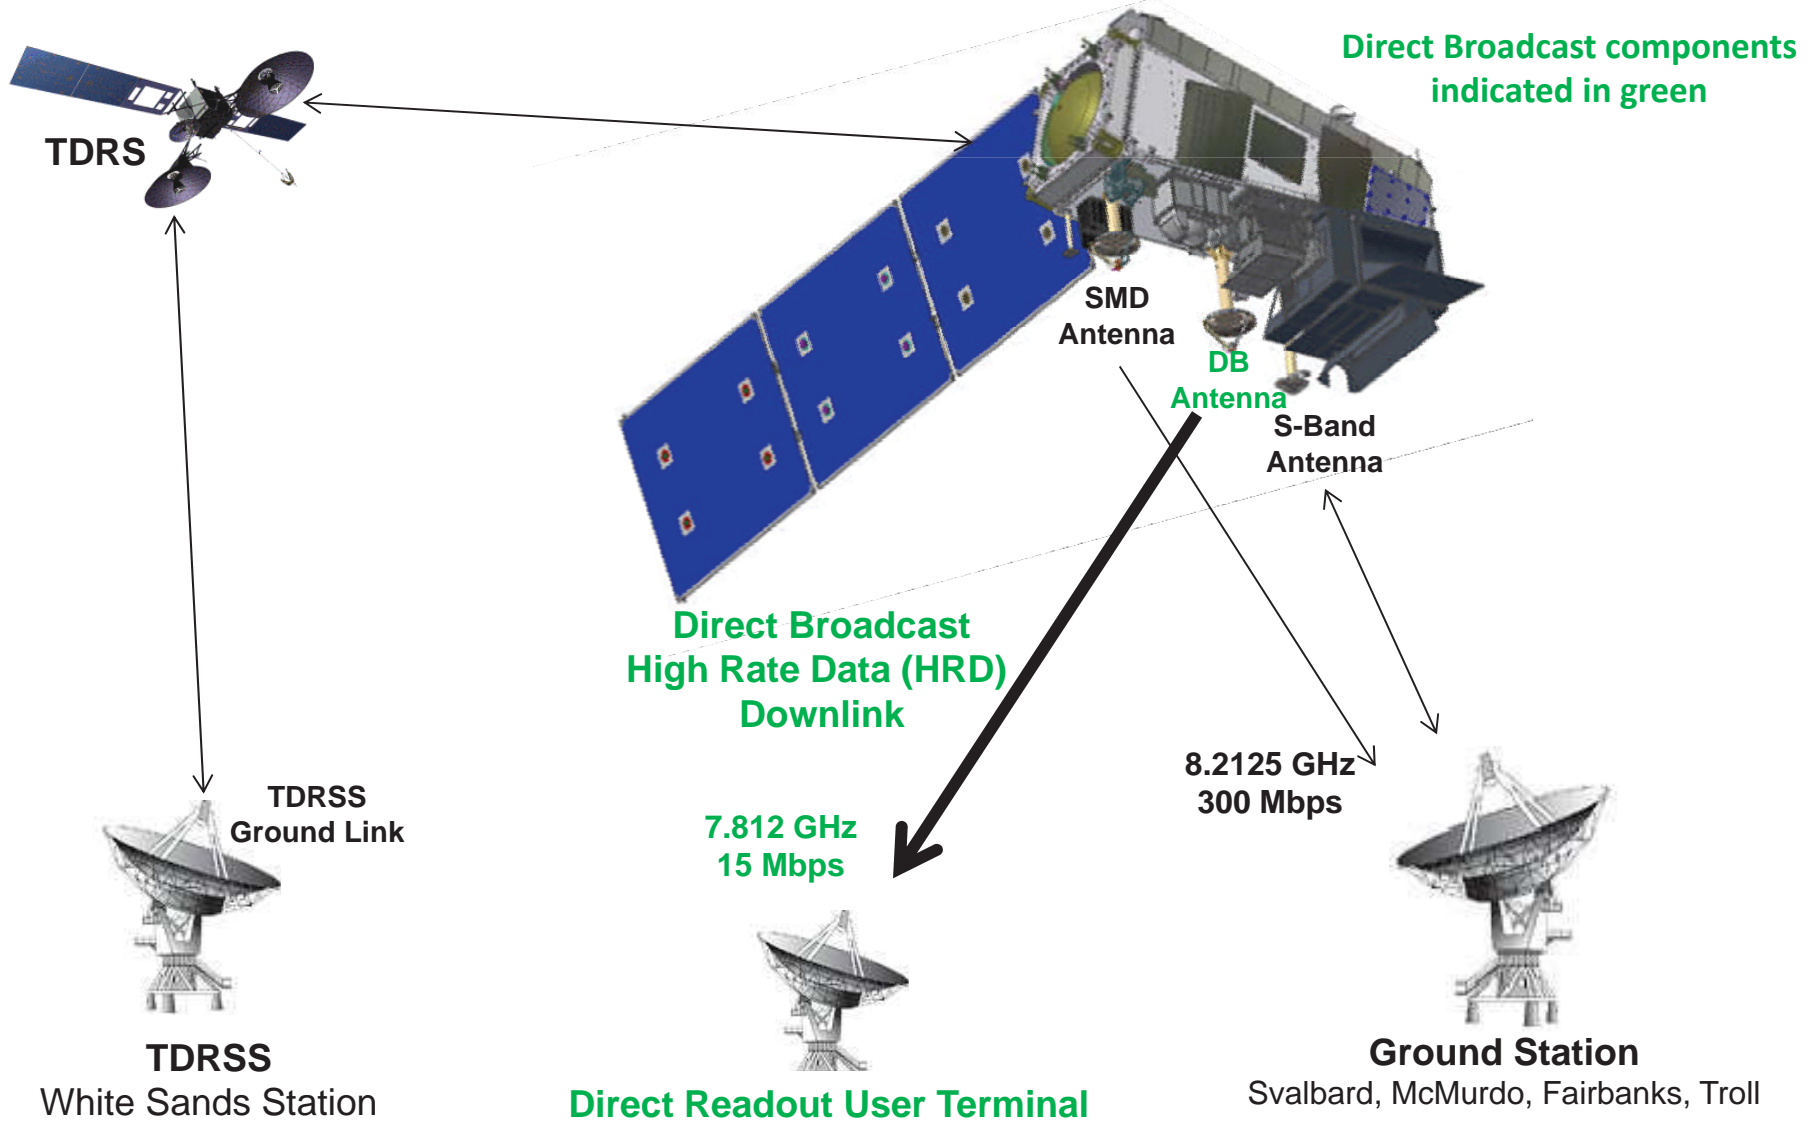 Direct Broadcast components
indicated in green
TDRS
SMD
Antenna
DB
Antenna
S-Band
Antenna
Direct Broadcast
High Rate Data (HRD)
Downlink
8.2125 GHz
300 Mbps
TDRSS
Ground Link
7.812 GHz
15 Mbps
TDRSS
White Sands Station
Direct Readout User Terminal
Ground Station
Svalbard, McMurdo, Fairbanks, Troll